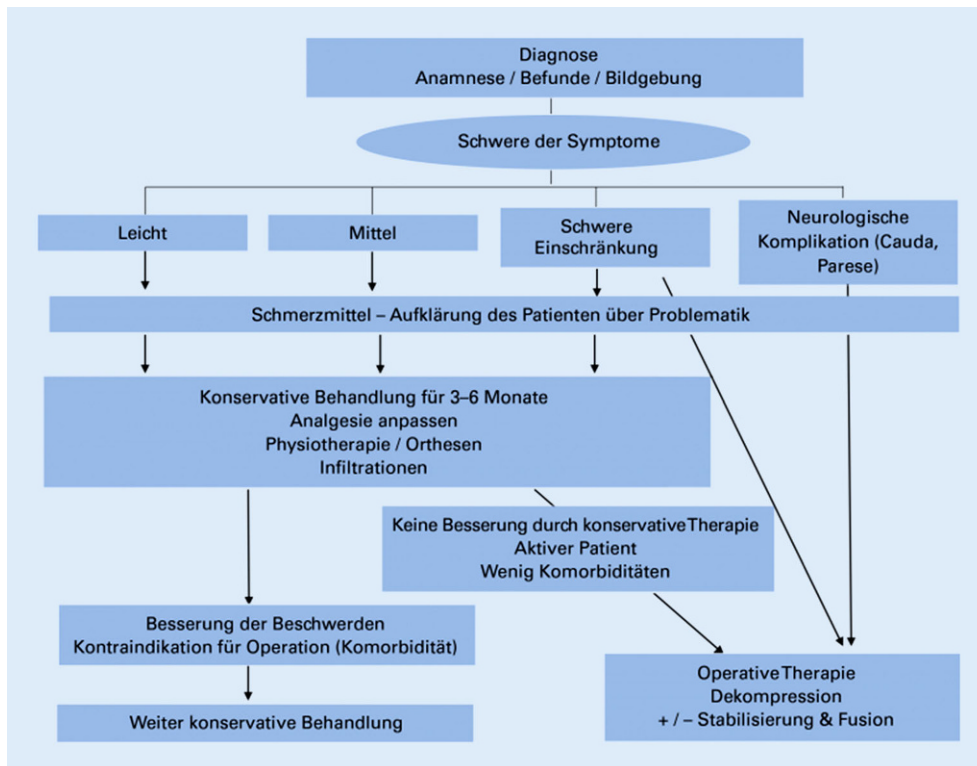 Diagnose
Anamnese / Befunde / Bildgebung
Schwere der Symptome
Leicht
Mittel
Schwere
Einschränkung
Neurologische
Komplikation (Cauda,
Parese)
Schmerzmittel – Aufklärung des Patienten über Problematik
Konservative Behandlung für 3–6 Monate
Analgesie anpassen
Physiotherapie / Orthesen
Infiltrationen
Keine Besserung durch konservative Therapie
Aktiver Patient
Wenig Komorbiditäten
Besserung der Beschwerden
Kontraindikation für Operation (Komorbidität)
Operative Therapie
Dekompression
+ / – Stabilisierung & Fusion
Weiter konservative Behandlung